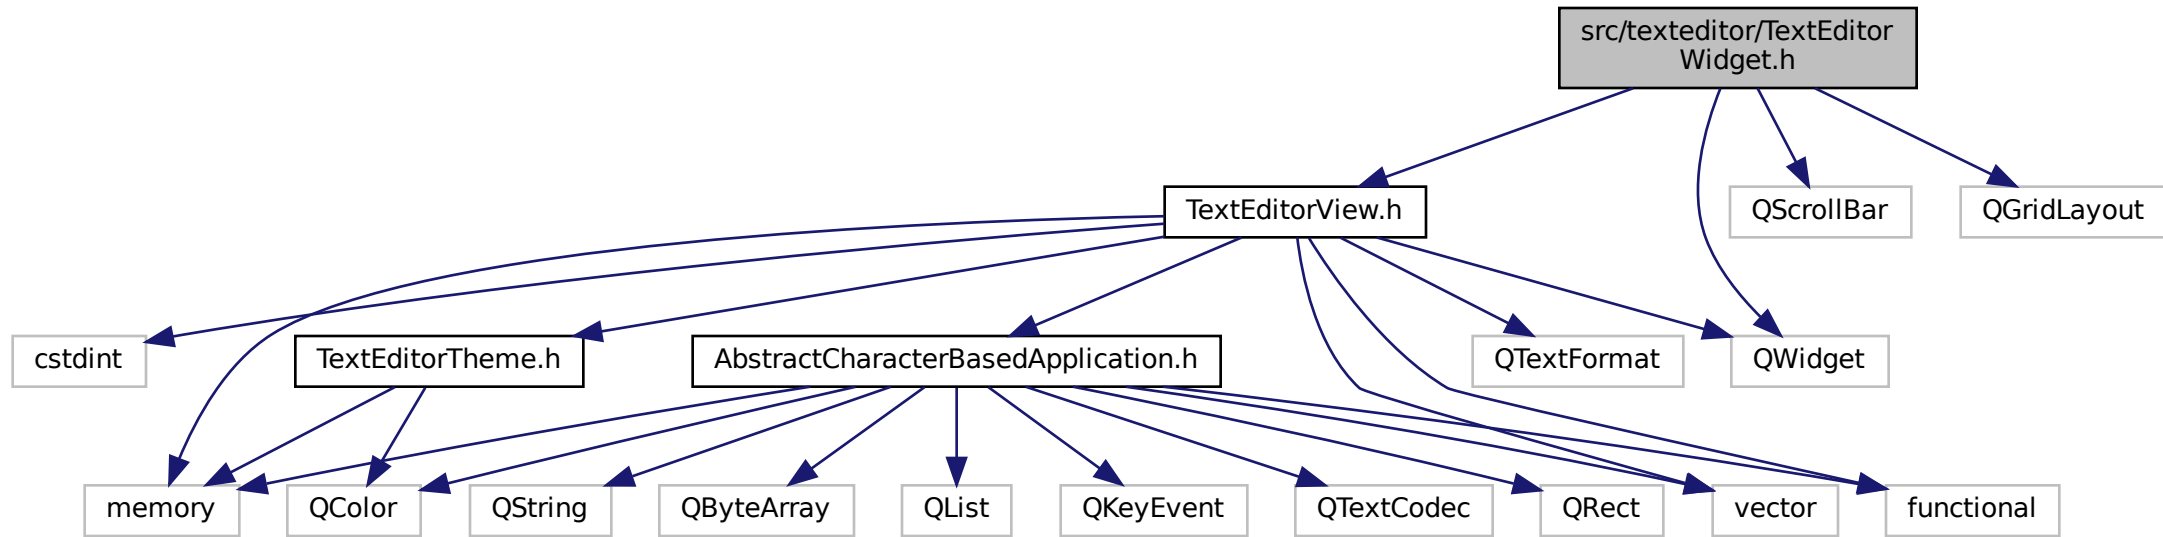 src/texteditor/TextEditor
Widget.h
TextEditorView.h
QScrollBar
QGridLayout
cstdint
TextEditorTheme.h
AbstractCharacterBasedApplication.h
QTextFormat
QWidget
memory
QColor
QString
QByteArray
QList
QKeyEvent
QTextCodec
QRect
vector
functional